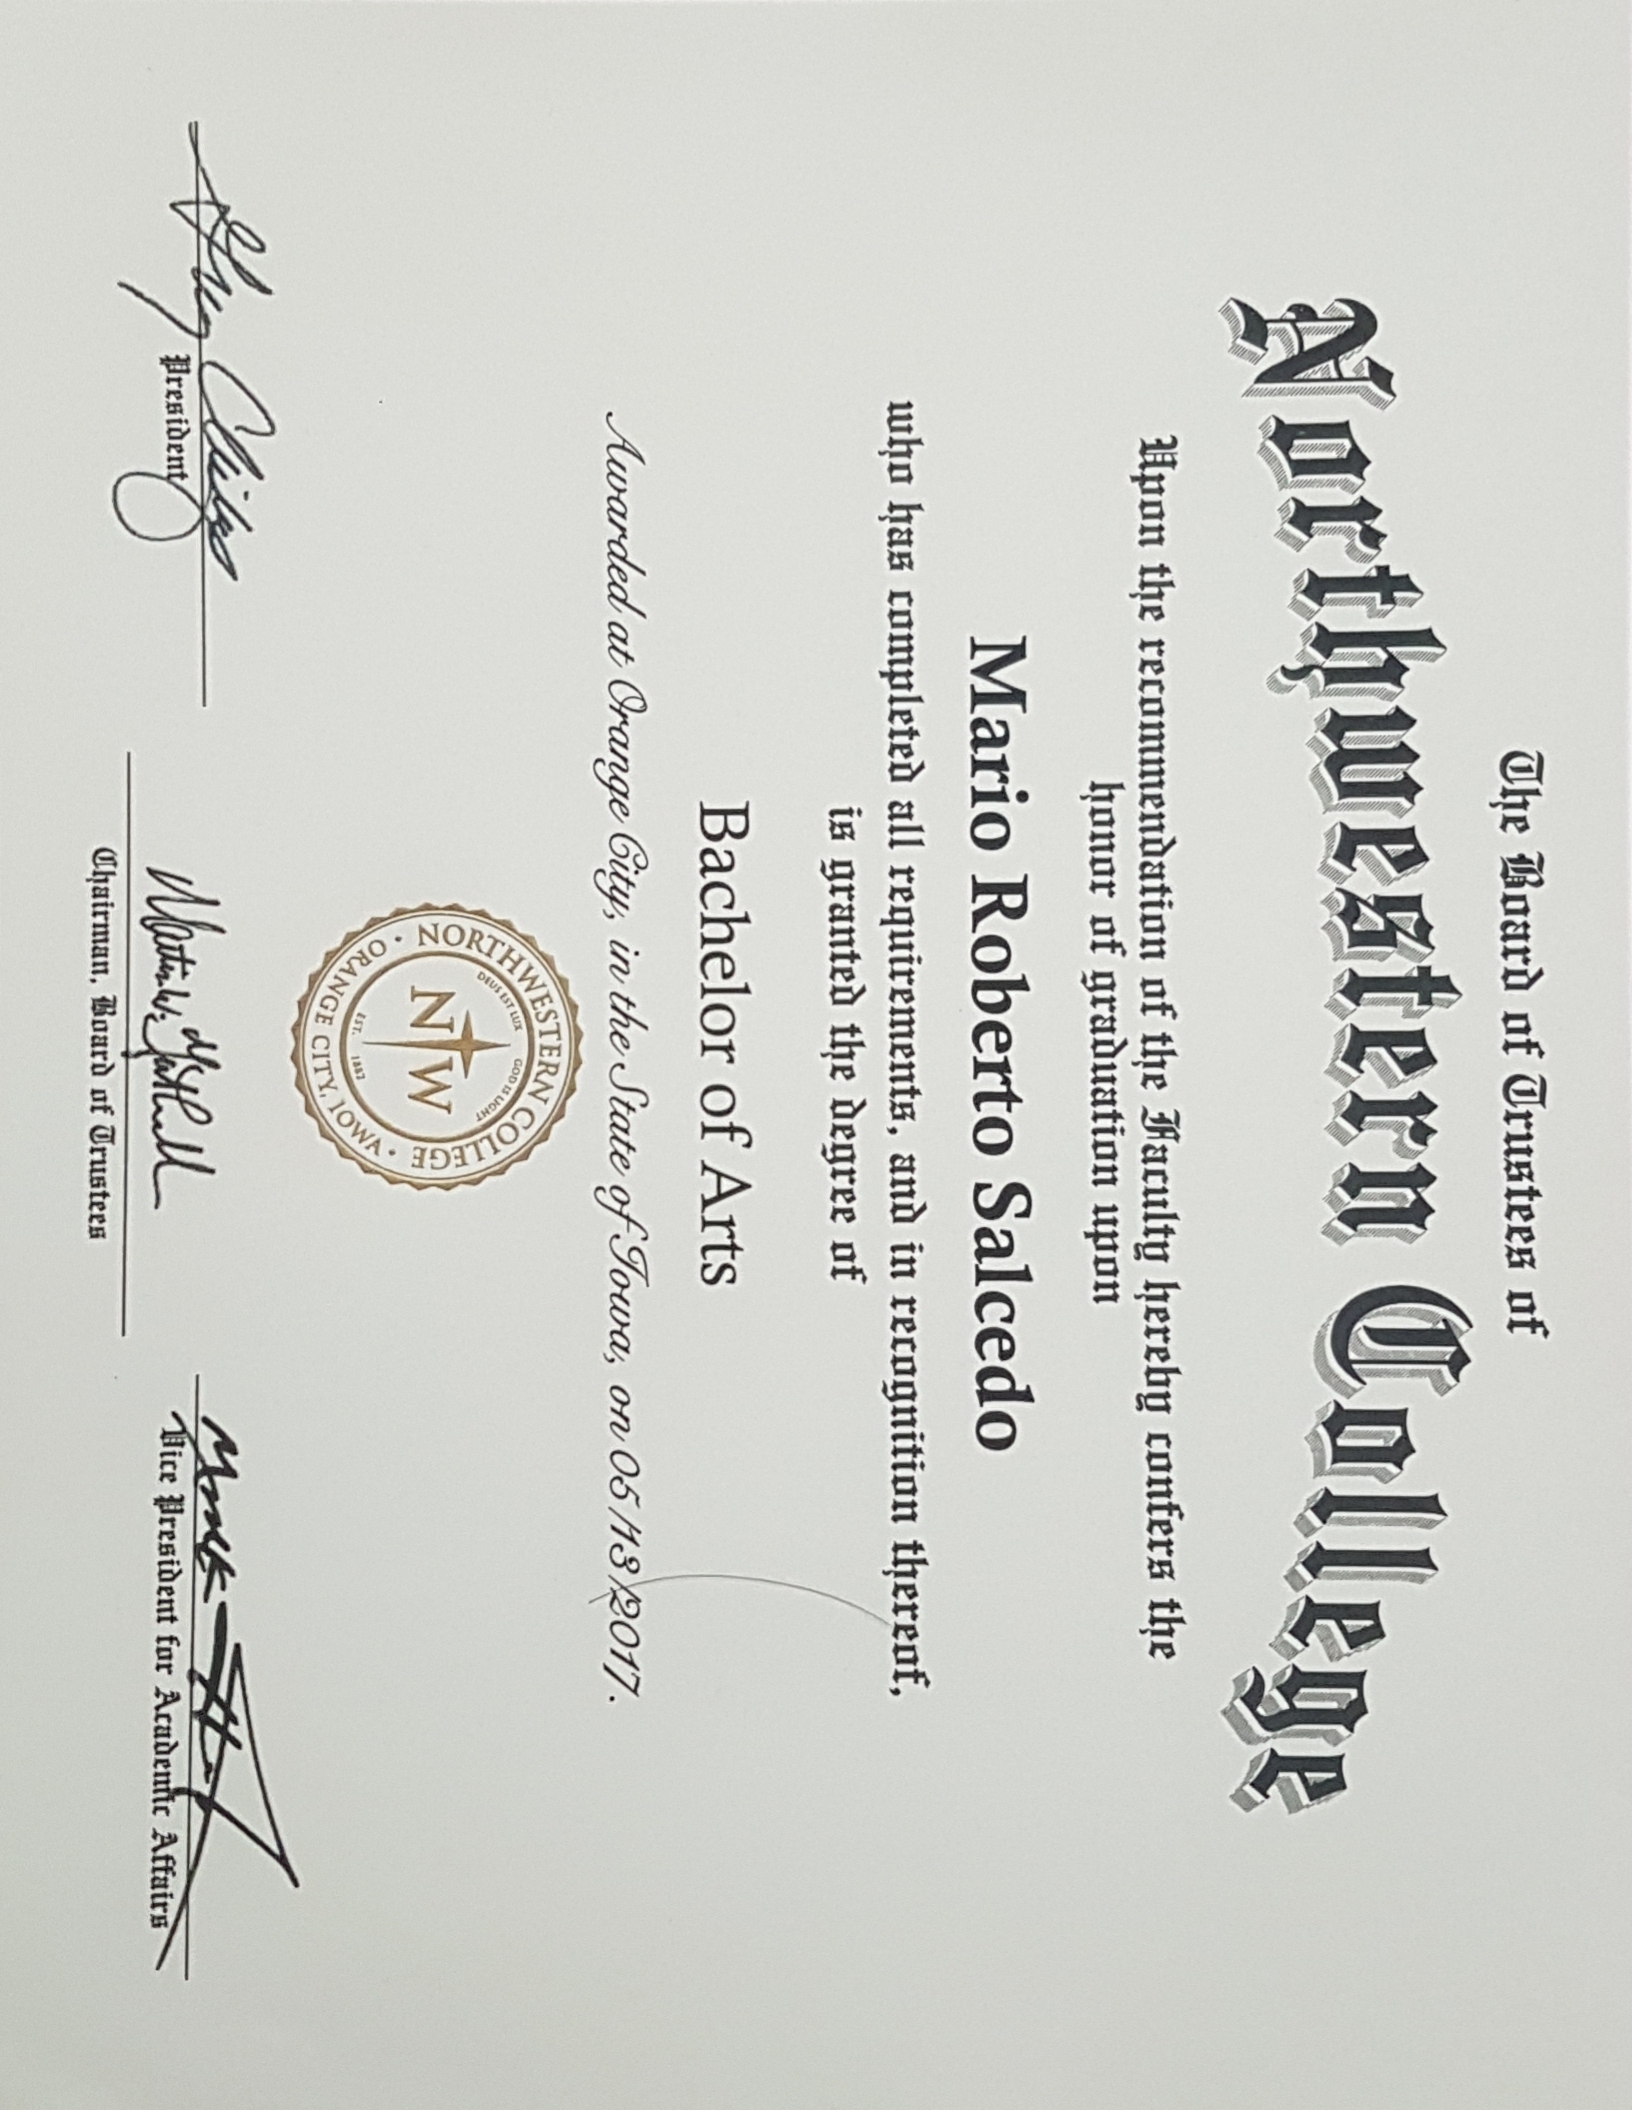 The Board of Trustees of
Northwestern College
Upon the recommendation of the Faculty hereby confers the
honor of graduation upon
Mario Roberto Salcedo
who has completed all requirements, and in recognition thereof,
is granted the degree of
Bachelor of Arts
Awarded at Orange City, in the State of Iowa, on 05/13/2017.
NORTHWESTERN COLLEGE
DEUS EST LUX
GOD IS LIGHT
NW
EST. 1882
ORANGE CITY, IOWA
President
Chairman, Board of Trustees
Vice President for Academic Affairs